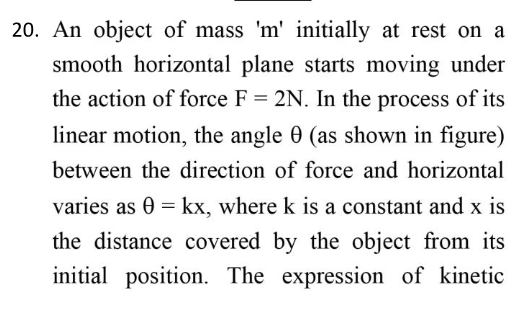 20. An object of mass 'm' initially at rest on a
smooth horizontal plane starts moving under
the action of force F = 2N. In the process of its
linear motion, the angle θ (as shown in figure)
between the direction of force and horizontal
varies as θ = kx, where k is a constant and x is
the distance covered by the object from its
initial position. The expression of kinetic